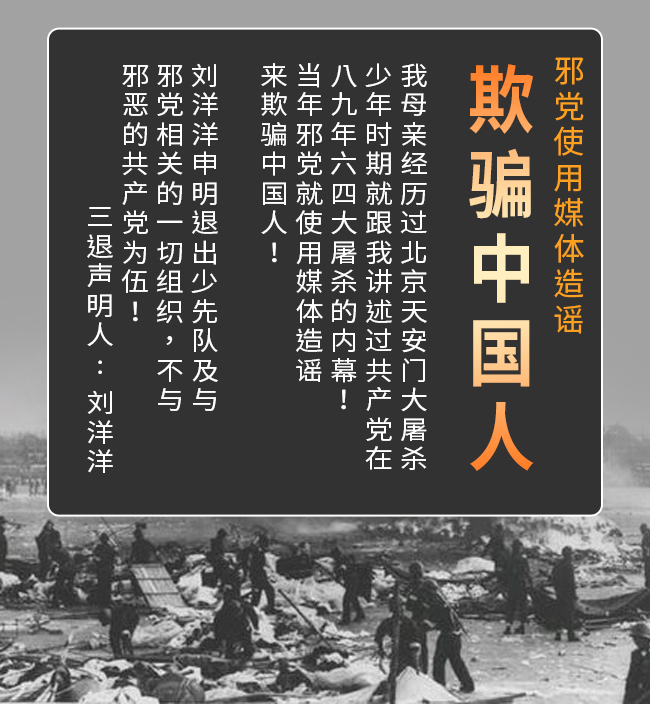 邪党使用媒体造谣
欺骗中国人
我母亲经历过北京天安门大屠杀
少年时期就跟我讲述过共产党在
八九年六四大屠杀的内幕！
当年邪党就使用媒体造谣
来欺骗中国人！
刘洋洋申明退出少先队及与
邪党相关的一切组织，不与
邪恶的共产党为伍！
三退声明人：刘洋洋